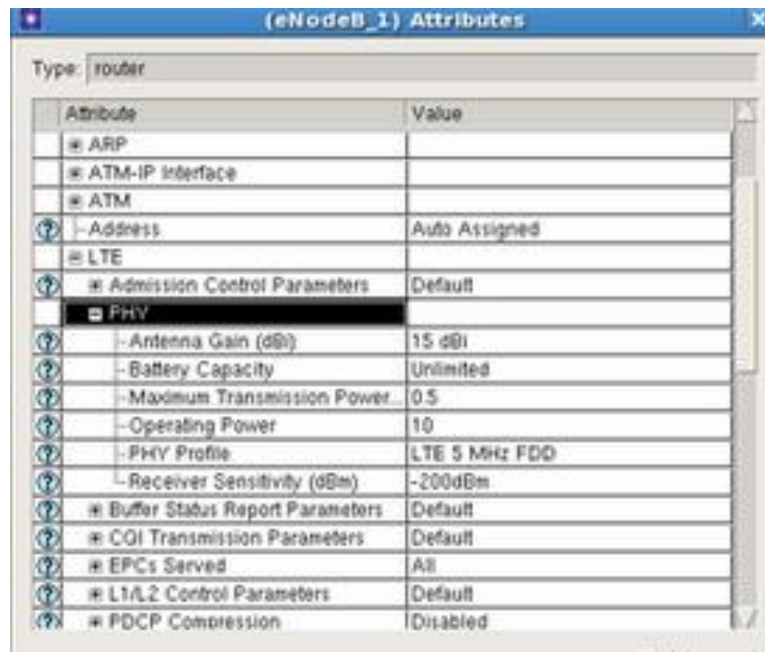 (eNodeB_1) Attributes
Type: router
Attribute Value
ARP
ATM-IP Interface
ATM
Address Auto Assigned
LTE
Admission Control Parameters Default
PHY
Antenna Gain (dBi) 15 dBi
Battery Capacity Unlimited
Maximum Transmission Power... 0.5
Operating Power 10
PHY Profile LTE 5 MHz FDD
Receiver Sensitivity (dBm) -200dBm
Buffer Status Report Parameters Default
CQI Transmission Parameters Default
EPCs Served All
L1/L2 Control Parameters Default
PDCP Compression Disabled